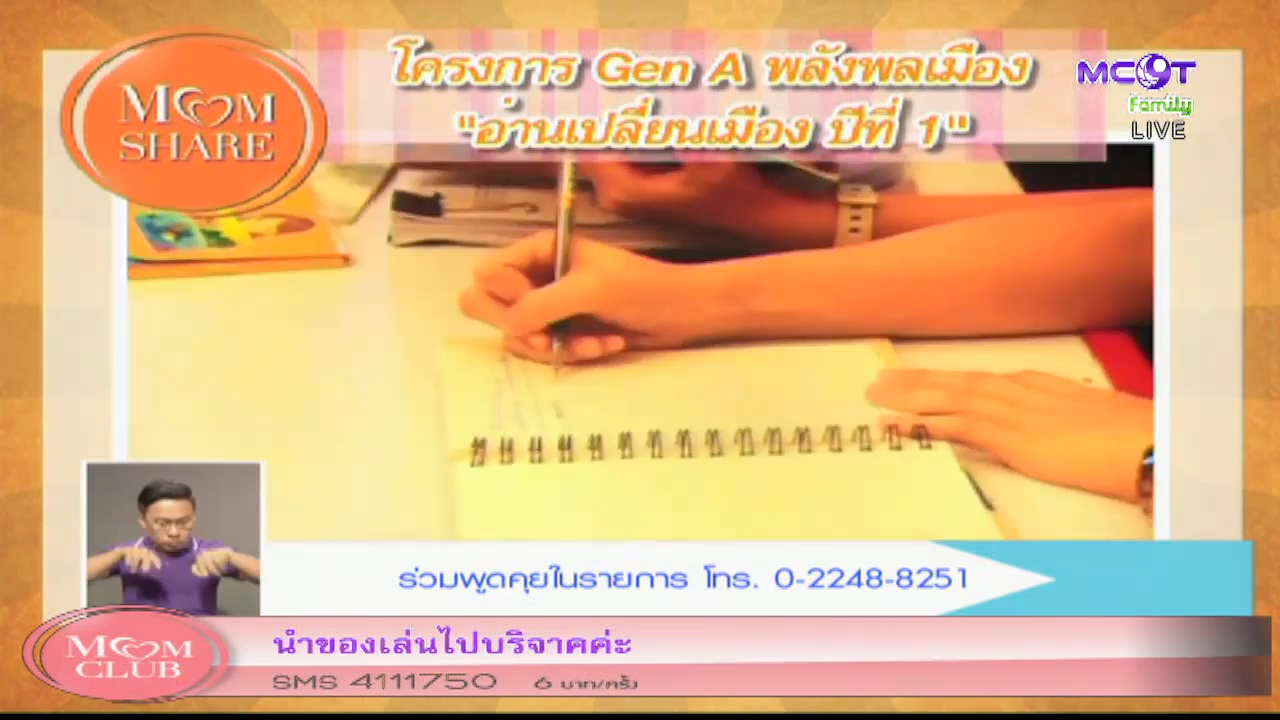 MOM
SHARE
โครงการ Gen A พลังพลเมือง
"อ่านเปลี่ยนเมือง ปีที่ 1"
MCOT
Family
LIVE
ร่วมพูดคุยในรายการ โทร. 0-2248-8251
MOM
CLUB
นำของเล่นไปบริจาคค่ะ
SMS 4111750 6 บาท/ครั้ง